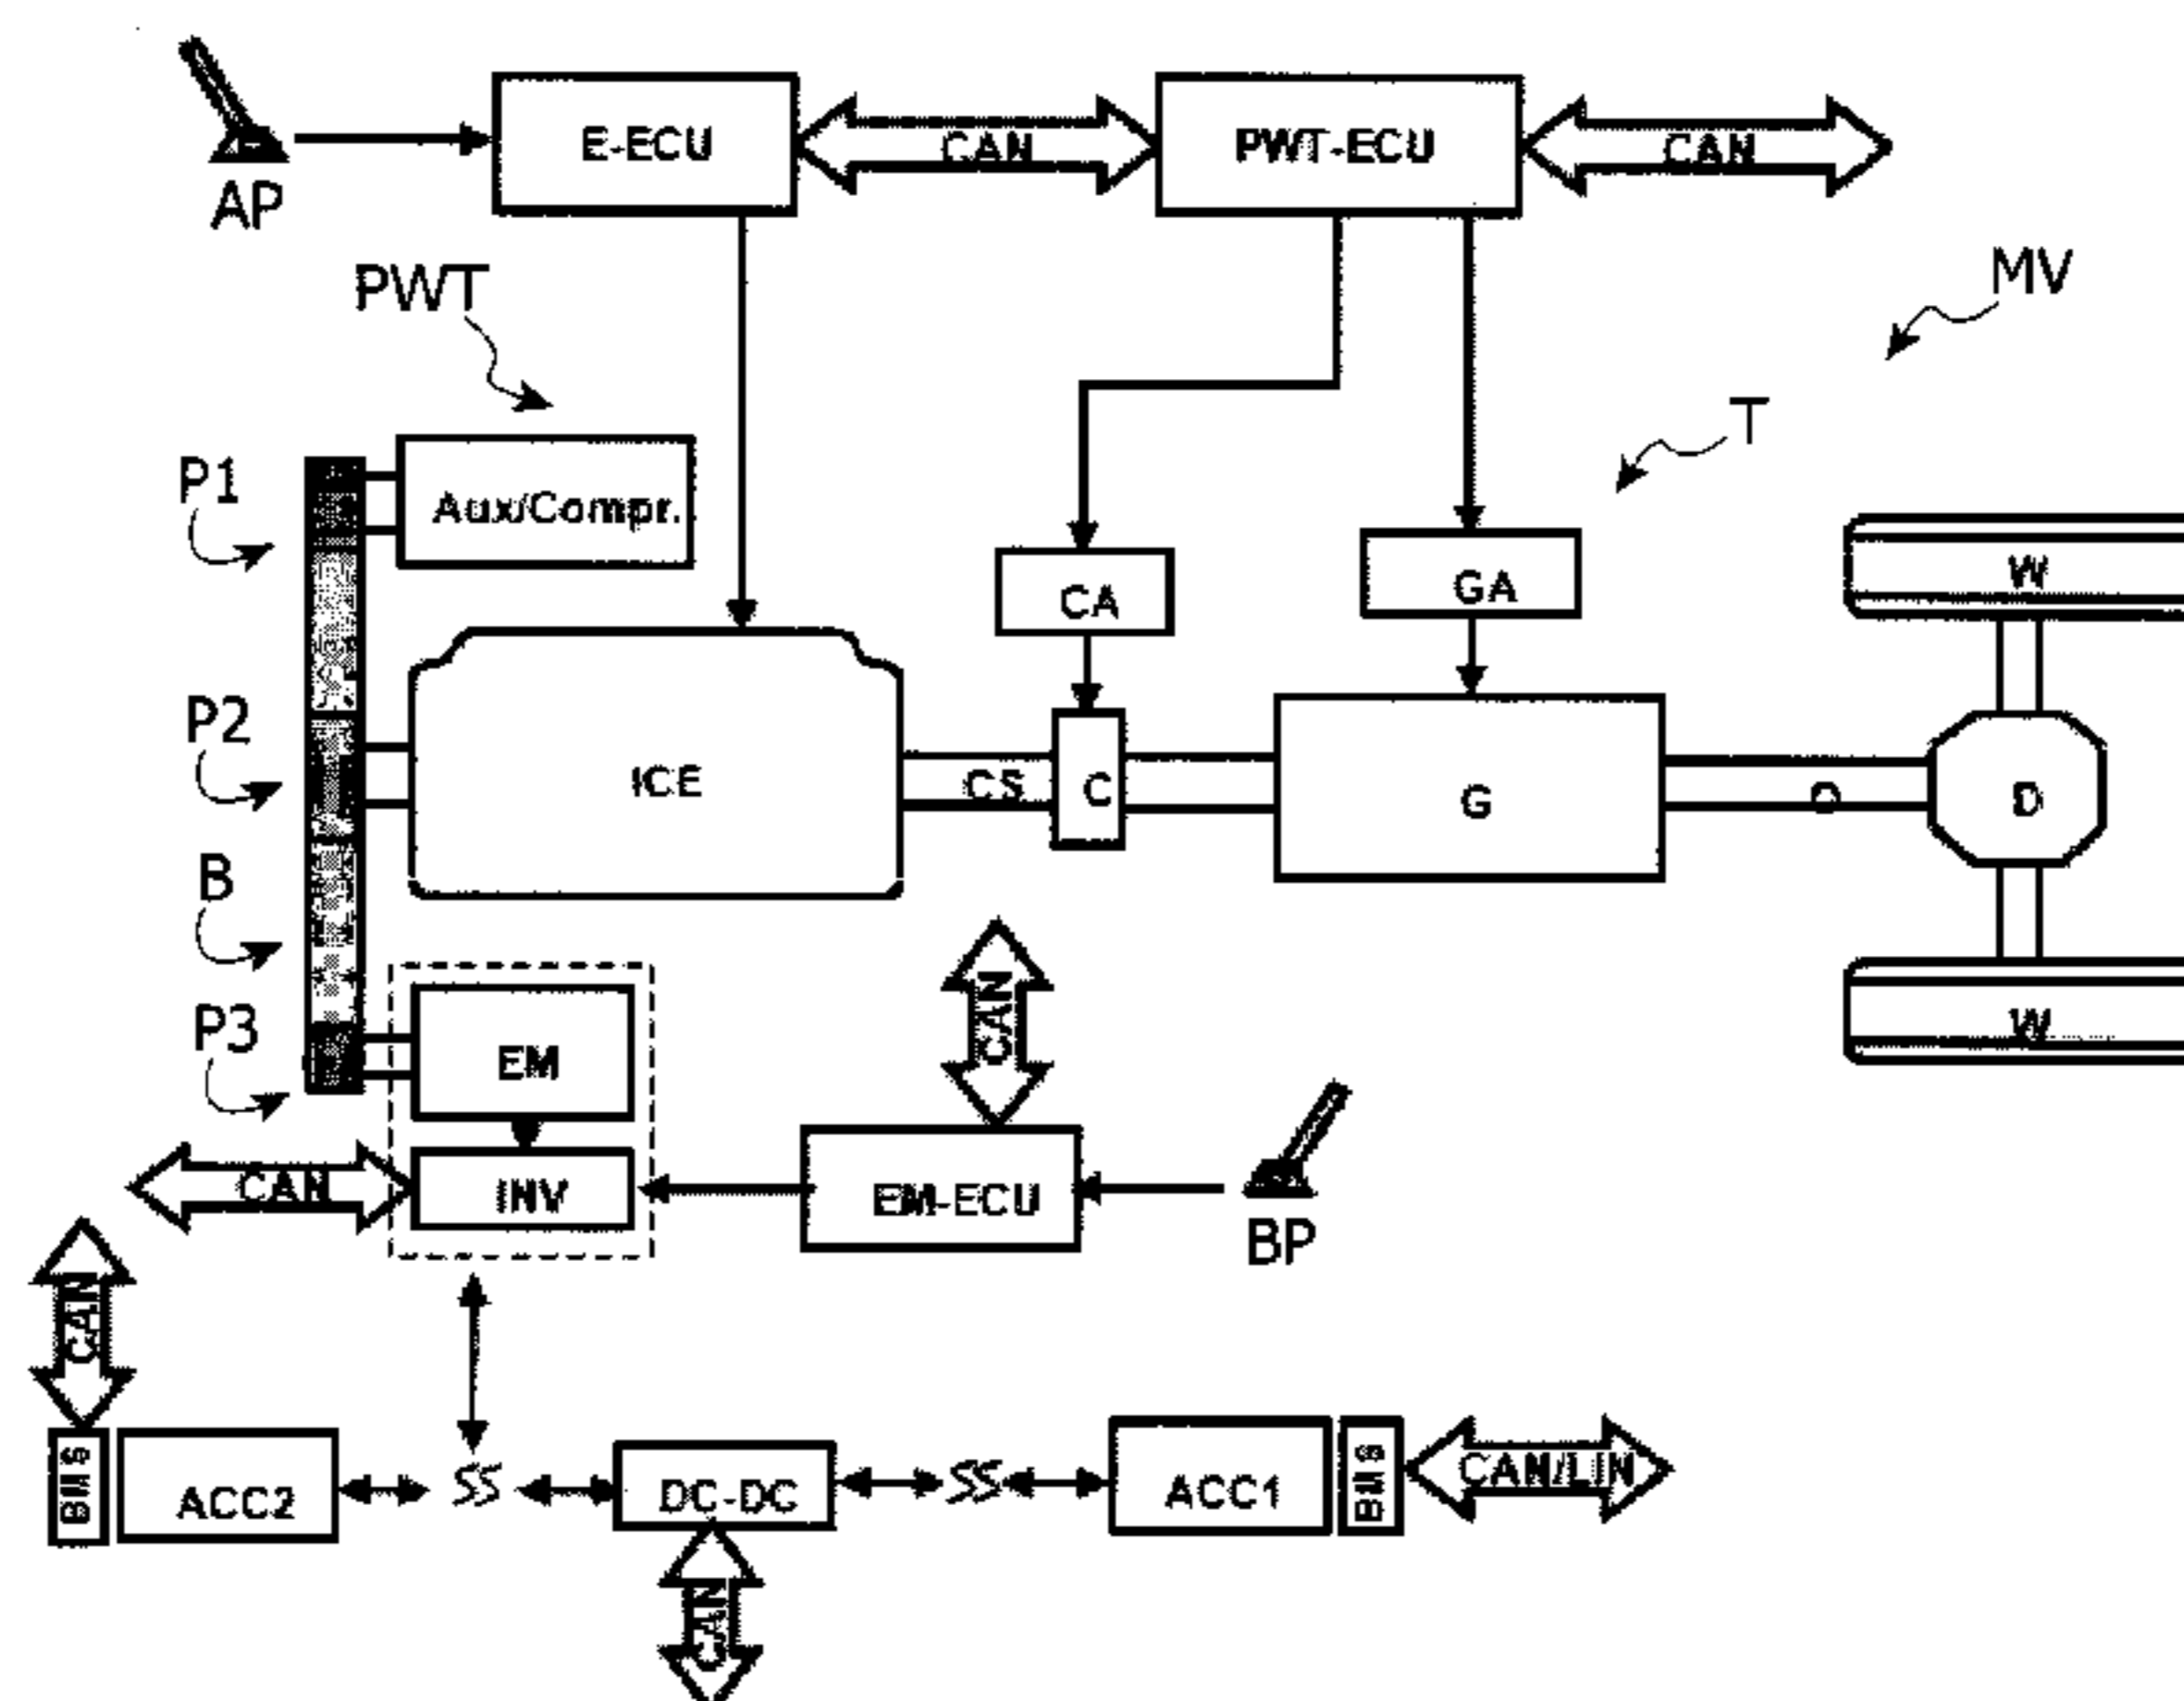 E-ECU
CAN
PWT-ECU
CAN
AP
PWT
MV
T
P1
Aux/Compr.
CA
GA
W
P2
ICE
CS
C
G
O
D
B
CAN
W
P3
EM
CAN
INV
EM-ECU
BP
CAN
BMS
ACC2
DC-DC
ACC1
BMS
CAN/LIN
CAN